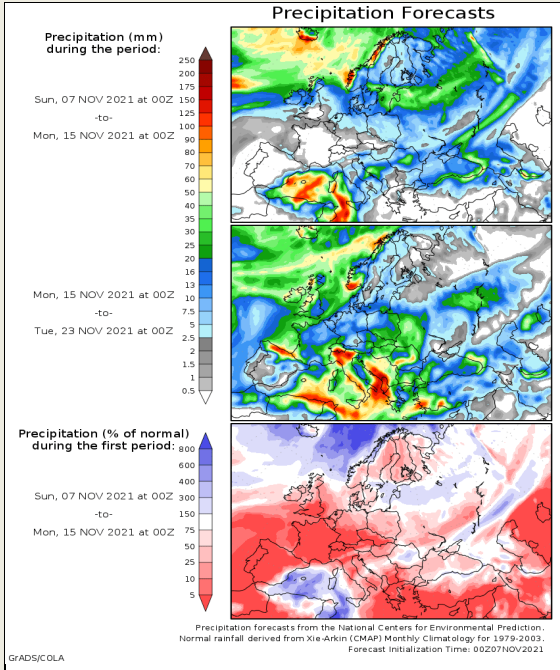 Precipitation Forecasts
Precipitation (mm)
during the period:
Sun, 07 NOV 2021 at 00Z
-to-
Mon, 15 NOV 2021 at 00Z
250
200
175
150
125
100
90
80
70
60
50
40
35
30
25
20
16
13
10
7.5
5
2.5
2
1.5
1
0.5
Mon, 15 NOV 2021 at 00Z
-to-
Tue, 23 NOV 2021 at 00Z
Precipitation (% of normal)
during the first period:
Sun, 07 NOV 2021 at 00Z
-to-
Mon, 15 NOV 2021 at 00Z
800
600
400
300
150
75
50
25
10
5
Precipitation forecasts from the National Centers for Environmental Prediction.
Normal rainfall derived from Xie-Arkin (CMAP) Monthly Climatology for 1979-2003.
Forecast Initialization Time: 00Z07NOV2021
GrADS/COLA